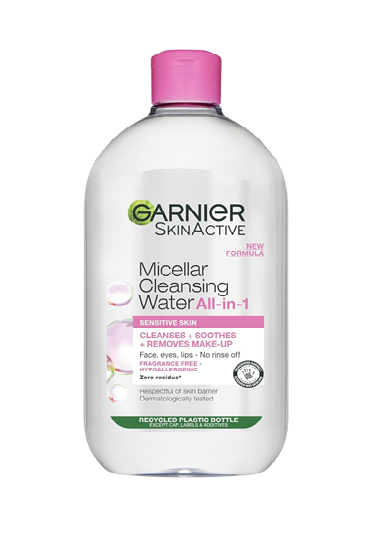 GARNIER
SKINACTIVE
NEW
FORMULA
Micellar
Cleansing
Water All-in-1
SENSITIVE SKIN
CLEANSES + SOOTHES
+ REMOVES MAKE-UP
Face, eyes, lips - No rinse off
FRAGRANCE FREE -
HYPOALLERGENIC
Zero residue*
Respectful of skin barrier
Dermatologically tested
RECYCLED PLASTIC BOTTLE
EXCEPT CAP, LABELS & ADDITIVES